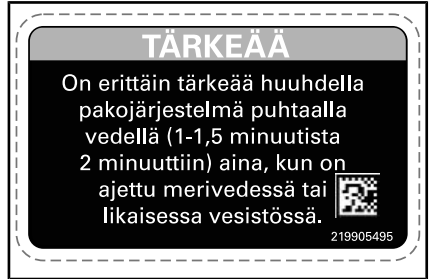 TÄRKEÄÄ
On erittäin tärkeää huuhdella
pakojärjestelmä puhtaalla
vedellä (1-1,5 minuutista
2 minuuttiin) aina, kun on
ajettu merivedessä tai
likaisessa vesistössä.
219905495